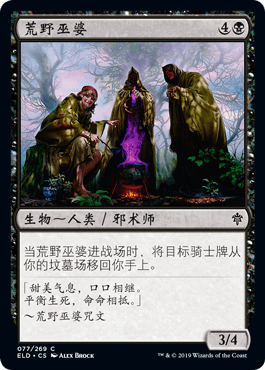 荒野巫婆 4
生物～人类／邪术师
当荒野巫婆进战场时，将目标骑士牌从
你的坟墓场移回你手上。
「甜美气息，口口相继。
平衡生死，命命相抵。」
～荒野巫婆咒文
3/4
077/269 C
ELD • CS ALEX BROCK
™ & © 2019 Wizards of the Coast